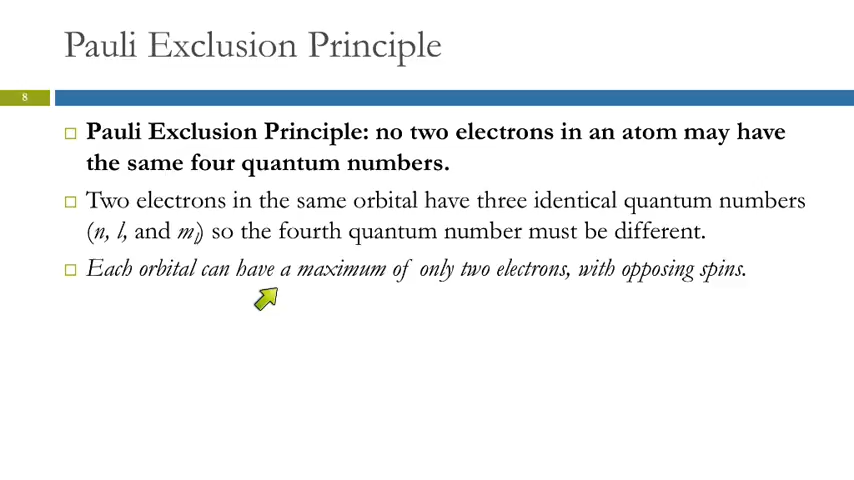 Pauli Exclusion Principle
8
Pauli Exclusion Principle: no two electrons in an atom may have
the same four quantum numbers.
Two electrons in the same orbital have three identical quantum numbers
(n, l, and ml) so the fourth quantum number must be different.
Each orbital can have a maximum of only two electrons, with opposing spins.